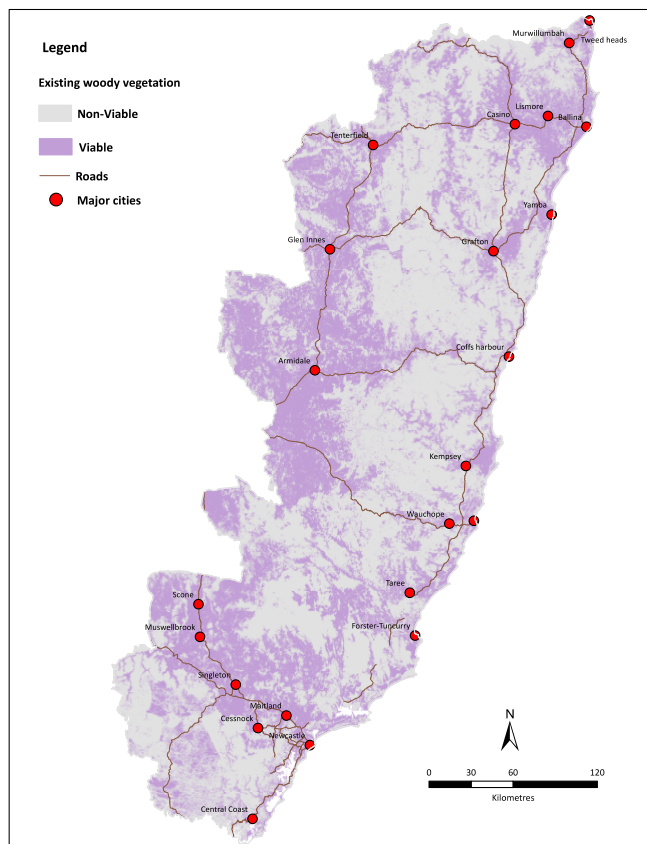 Legend
Existing woody vegetation
Non-Viable
Viable
Roads
Major cities
Murwillumbah
Tweed heads
Lismore
Casino
Ballina
Tenterfield
Yamba
Glen Innes
Grafton
Coffs harbour
Armidale
Kempsey
Wauchope
Taree
Scone
Forster-Tuncurry
Muswellbrook
Singleton
Maitland
Cessnock
Newcastle
Central Coast
N
0 30 60 120
Kilometres